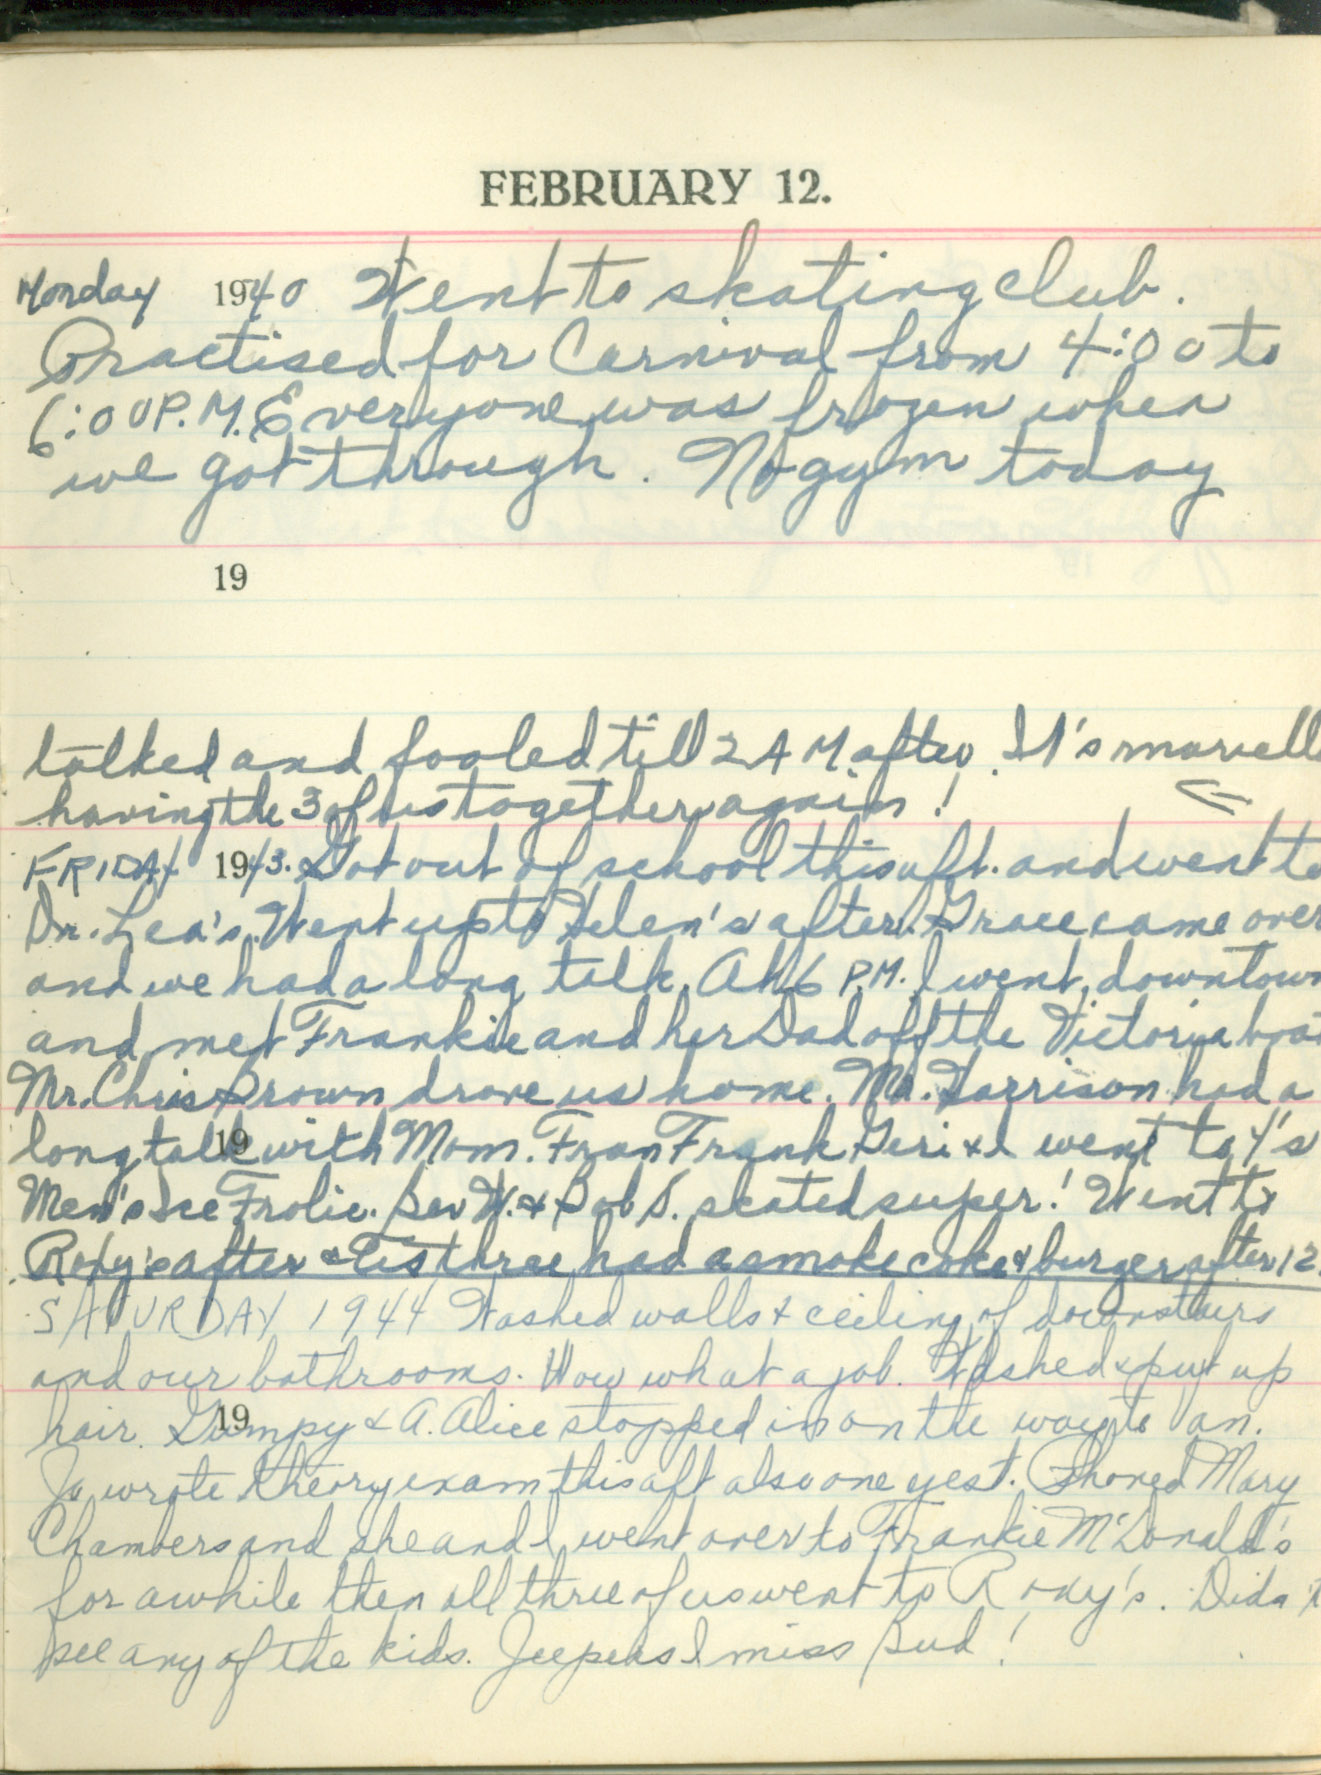 FEBRUARY 12.
Monday 1940 Went to skating club.
Practised for Carnival from 4:00 to
6:00 P.M. Everyone was frozen when
we got through. No gym today
19
talked and fooled till 2 A M. after. It's marvell
having the 3 of us together again!
FRIDAY 1943. Got out of school this aft. and went to
Dr. Lea's. Went up to Helen's after. Grace came over
and we had a long talk. At 6 P.M. I went downtown
and met Frankie and her Dad off the Victoria boat
Mr. Chris Brown drove us home. Mr. Harrison had a
long talk with Mom. Fran Frank Geri & I went to Y's
19
Men's Ice Frolic. Bev W. & Bob S. skated super! Went to
after & us three had a smoke coke & burger after 12.
SATURDAY 1944 Washed walls & ceiling of downstairs
and our bathrooms. Wow what a job. Washed & put up
hair. Gumpy & A. Alice stopped in on the way to an.
19
Jo wrote theory exam this aft also one yest. Phoned Mary
Chambers and she and I went over to Frankie McDonald's
for awhile then all three of us went to Roxy's. Didn't
see any of the kids. Jeepers I miss Bud!